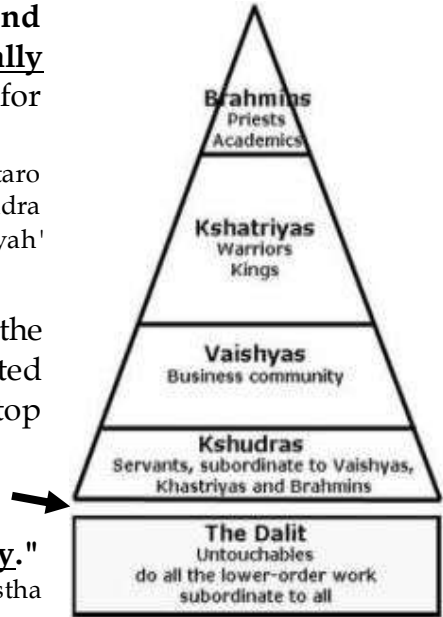 nd
ally
for
taro
dra
yah'
the
ted
top
y."
stha
Brahmins
Priests
Academics
Kshatriyas
Warriors
Kings
Vaishyas
Business community
Kshudras
Servants, subordinate to Vaishyas,
Khastriyas and Brahmins
The Dalit
Untouchables
do all the lower-order work
subordinate to all